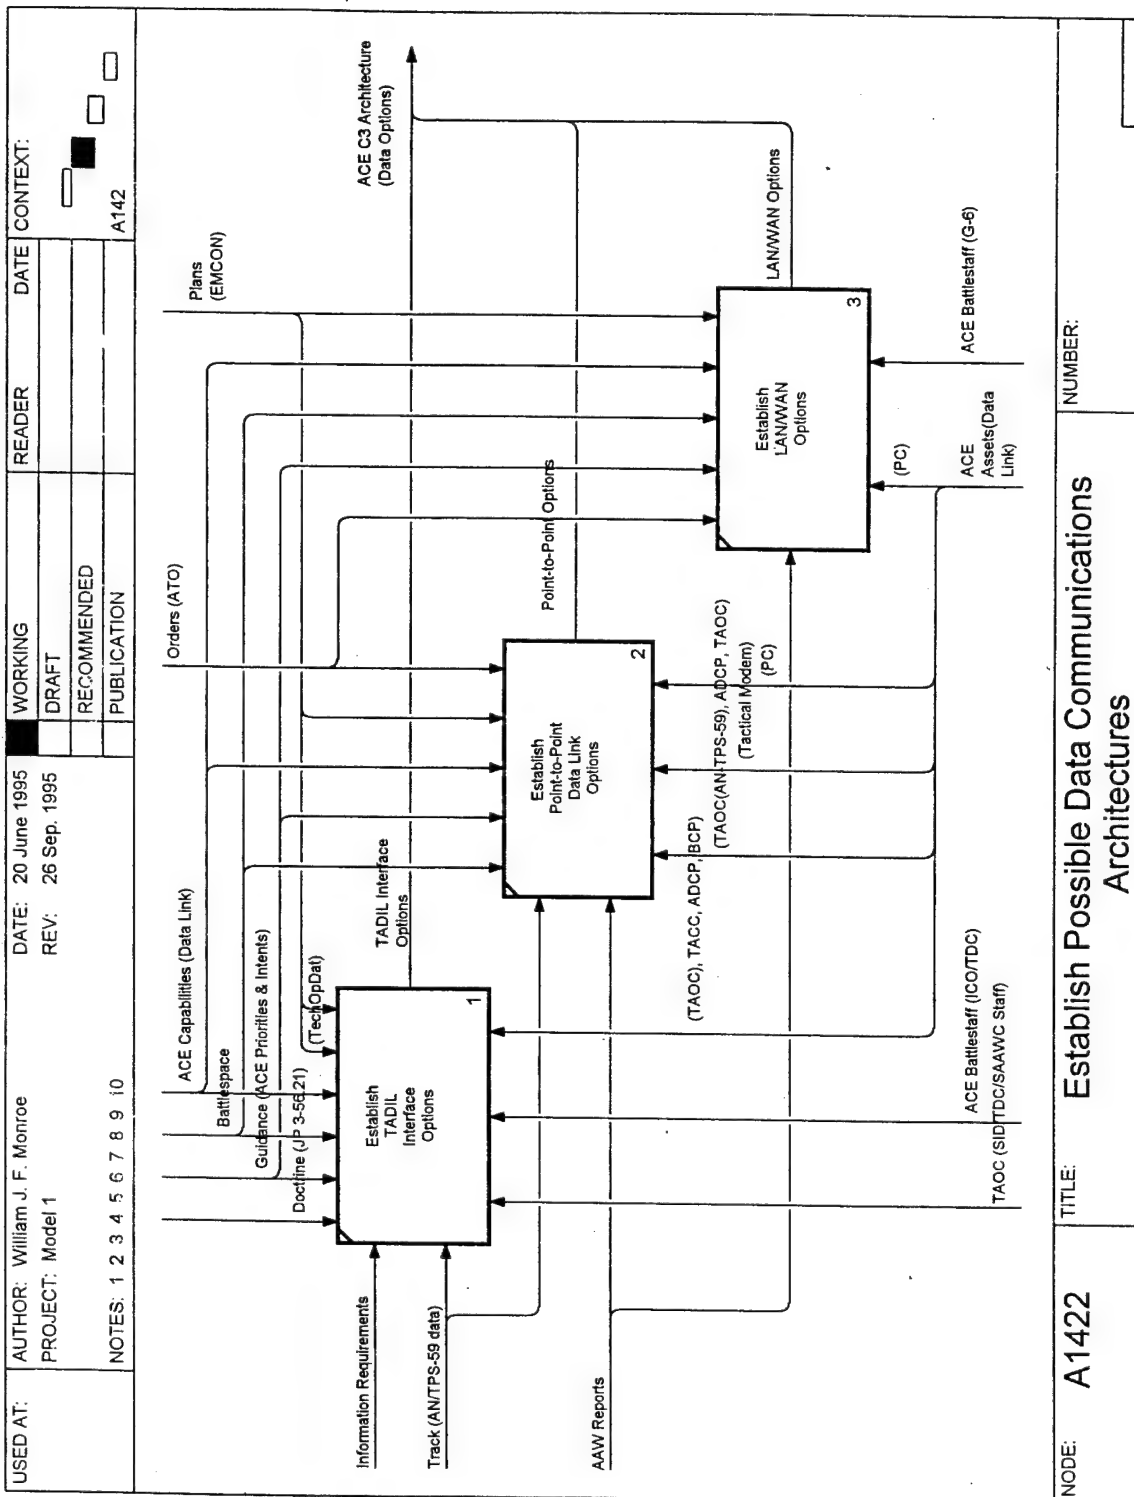 USED AT:
AUTHOR: William J. F. Monroe
PROJECT: Model 1
NOTES: 1 2 3 4 5 6 7 8 9 10
DATE: 20 June 1995
REV: 26 Sep. 1995
WORKING
DRAFT
RECOMMENDED
PUBLICATION
READER
DATE
CONTEXT:
A142
ACE Capabilities (Data Link)
Battlespace
Guidance (ACE Priorities & Intents)
Doctrine (JP 3-56.21)
(TechOpDat)
Orders (ATO)
Plans
(EMCON)
Information Requirements
Track (AN/TPS-59 data)
AAW Reports
Establish
TADIL
Interface
Options
1
TADIL Interface
Options
Establish
Point-to-Point
Data Link
Options
2
Point-to-Point Options
Establish
LAN/WAN
Options
3
LAN/WAN Options
ACE C3 Architecture
(Data Options)
(TAOC), TACC, ADCP, (BCP)
(TAOC(AN-TPS-59), ADCP, TAOC)
(Tactical Modem)
(PC)
(PC)
TAOC (SID/TDC/SAAWC Staff)
ACE Battlestaff (ICO/TDC)
ACE
Assets(Data
Link)
ACE Battlestaff (G-6)
NODE:
A1422
TITLE:
Establish Possible Data Communications
Architectures
NUMBER: